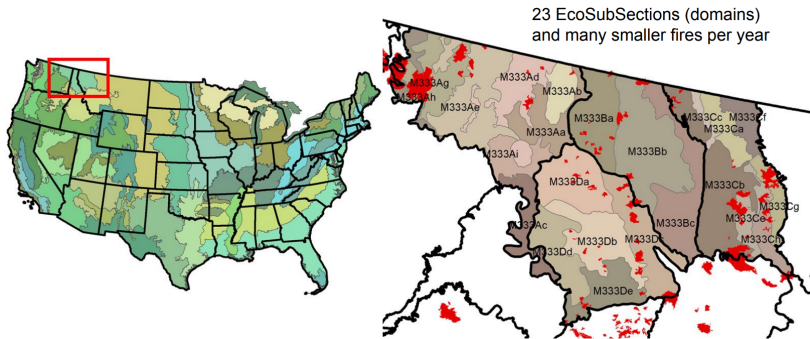 23 EcoSubSections (domains)
and many smaller fires per year
M333Ag
M333Ah
M333Ae
M333Ad
M333Ab
M333Aa
M333Ai
M333Ac
M333Ba
M333Bb
M333Bc
M333Cc
M333Cf
M333Ca
M333Cb
M333Cg
M333Ce
M333Ch
M333Da
M333Db
M333Dd
M333De